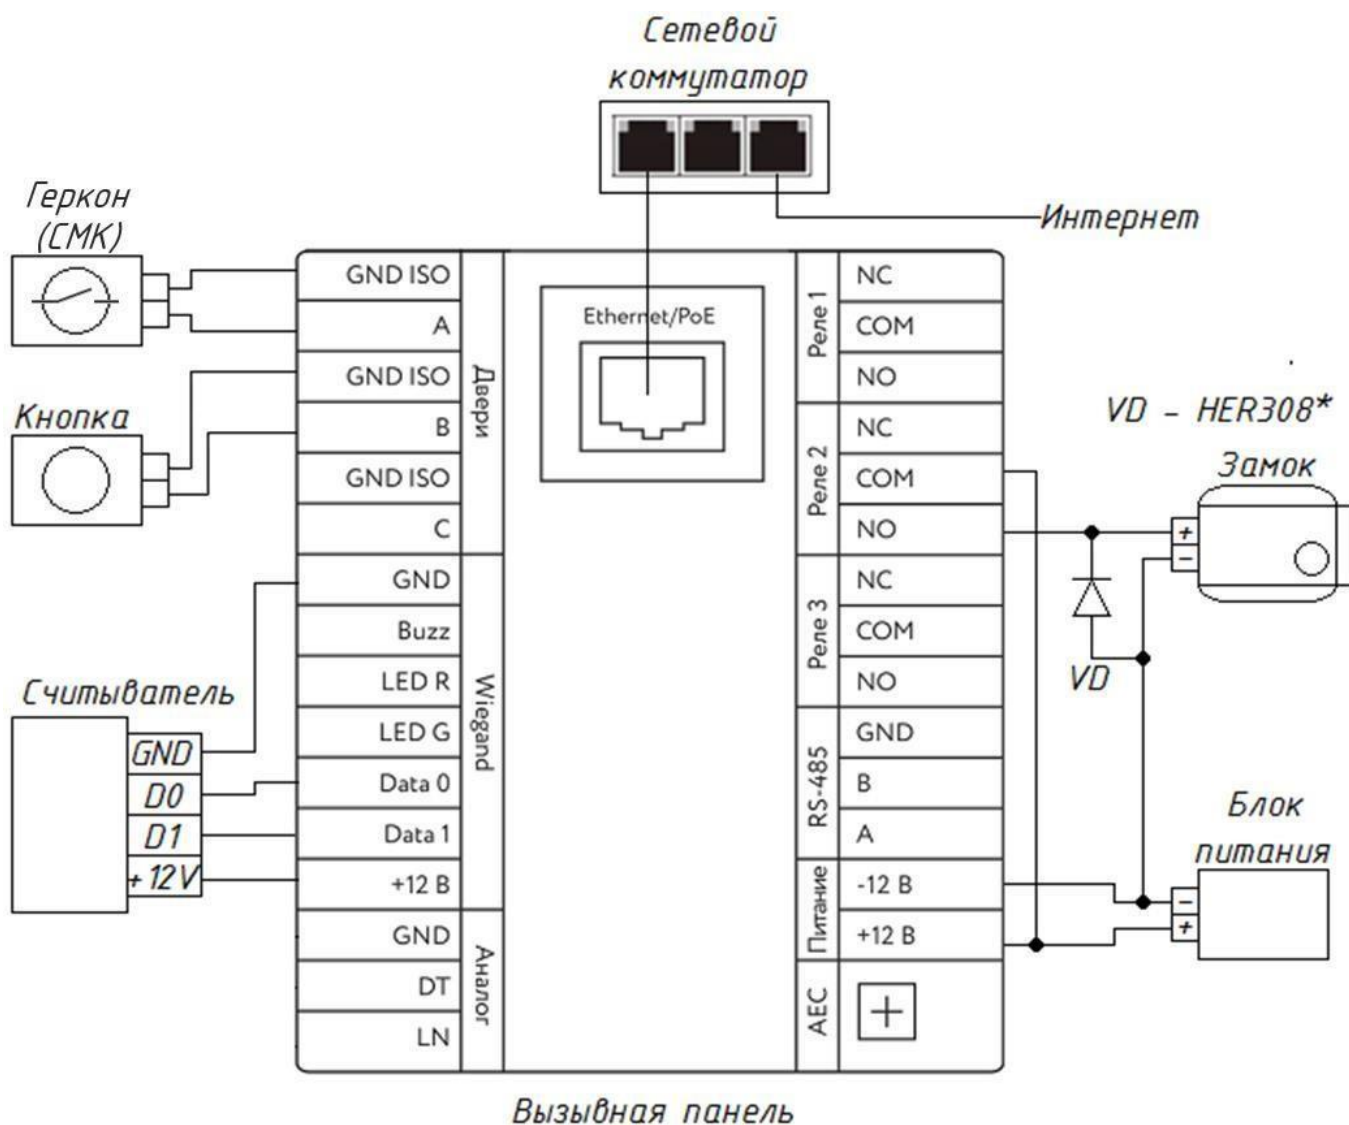 Сетевой
коммутатор
Интернет
Геркон
(СМК)
Кнопка
Считыватель
GND
D0
D1
+12V
GND ISO
A
GND ISO
B
GND ISO
C
Двери
GND
Buzz
LED R
LED G
Data 0
Data 1
+12 В
Wiegand
GND
DT
LN
Аналог
Ethernet/PoE
Реле 1
NC
COM
NO
Реле 2
NC
COM
NO
Реле 3
NC
COM
NO
RS-485
GND
B
A
Питание
-12 В
+12 В
АЕС
+
VD - HER308*
Замок
+
-
VD
Блок
питания
-
+
Вызывная панель